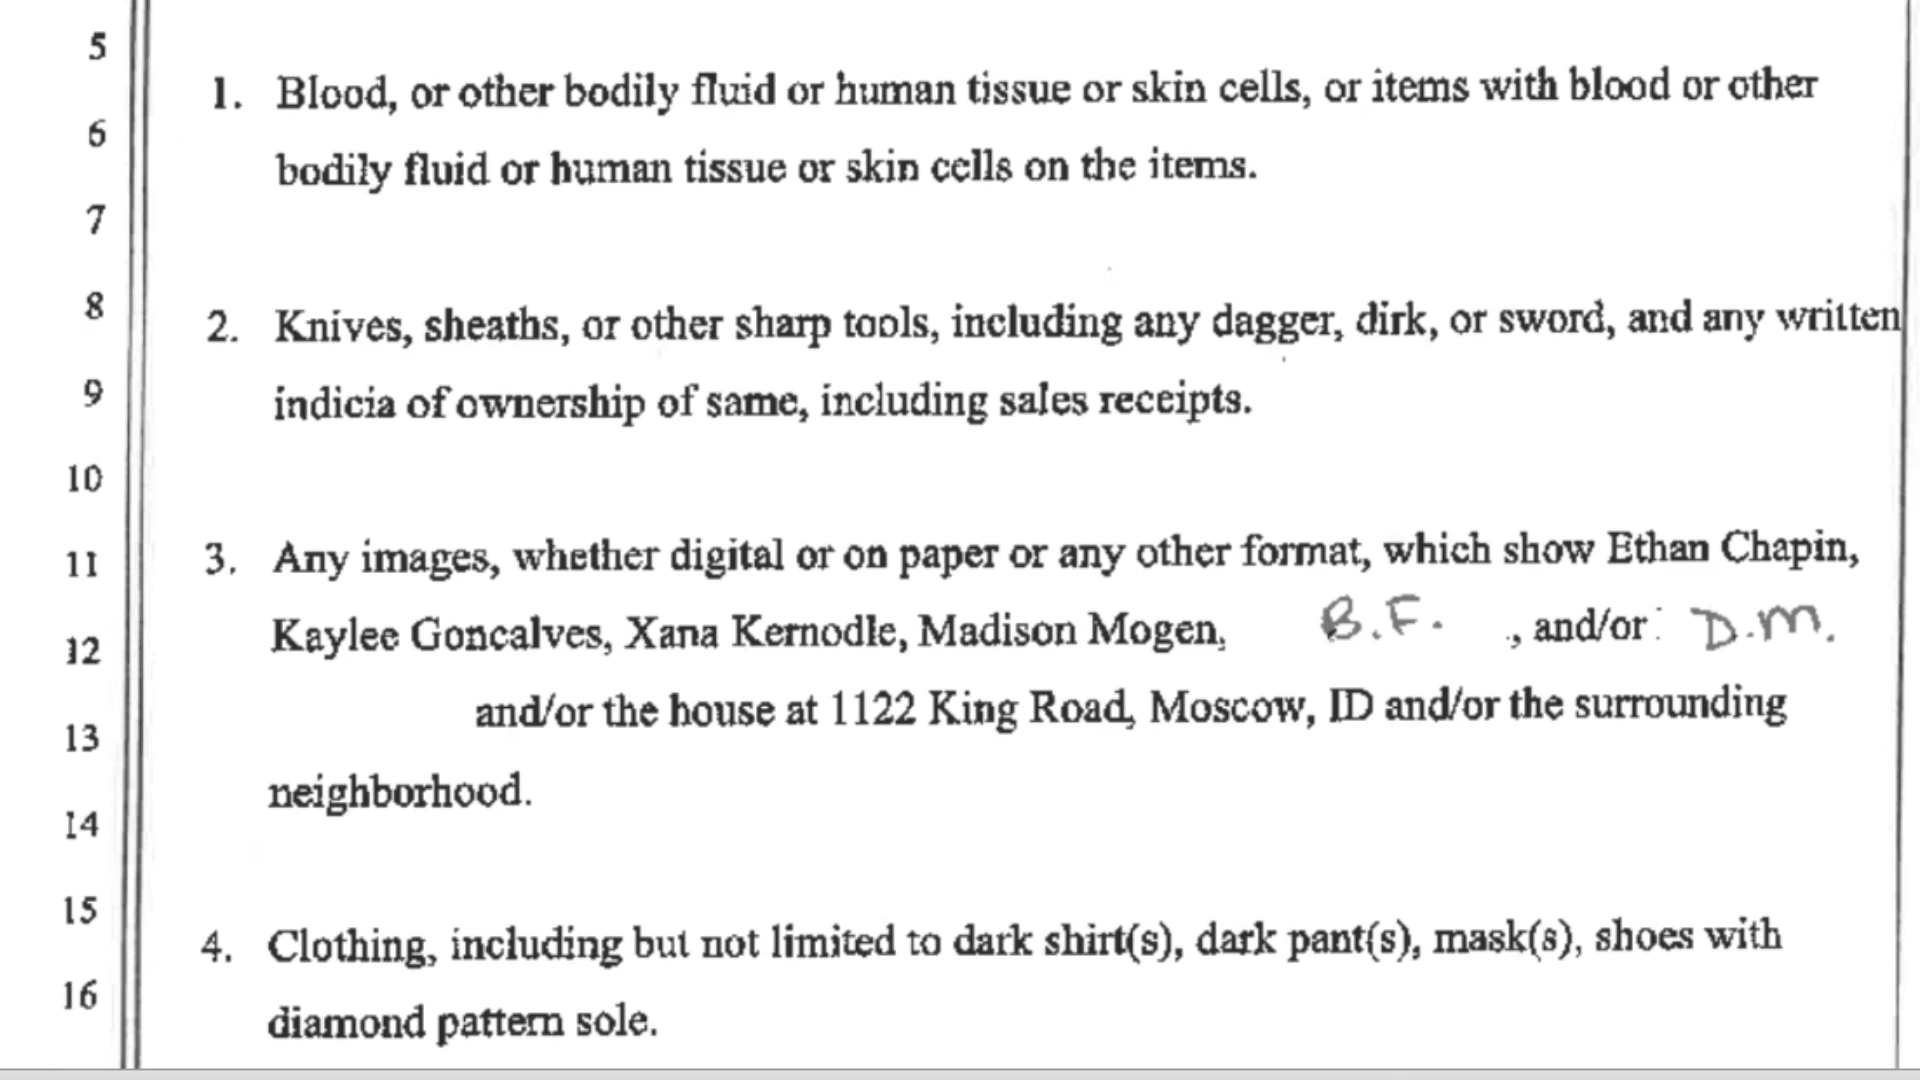 5
1. Blood, or other bodily fluid or human tissue or skin cells, or items with blood or other
6
bodily fluid or human tissue or skin cells on the items.
7
8
2. Knives, sheaths, or other sharp tools, including any dagger, dirk, or sword, and any written
9
indicia of ownership of same, including sales receipts.
10
11
3. Any images, whether digital or on paper or any other format, which show Ethan Chapin,
12
Kaylee Goncalves, Xana Kernodle, Madison Mogen, B.F. , and/or D.M.
and/or the house at 1122 King Road, Moscow, ID and/or the surrounding
13
neighborhood.
14
15
4. Clothing, including but not limited to dark shirt(s), dark pant(s), mask(s), shoes with
16
diamond pattern sole.